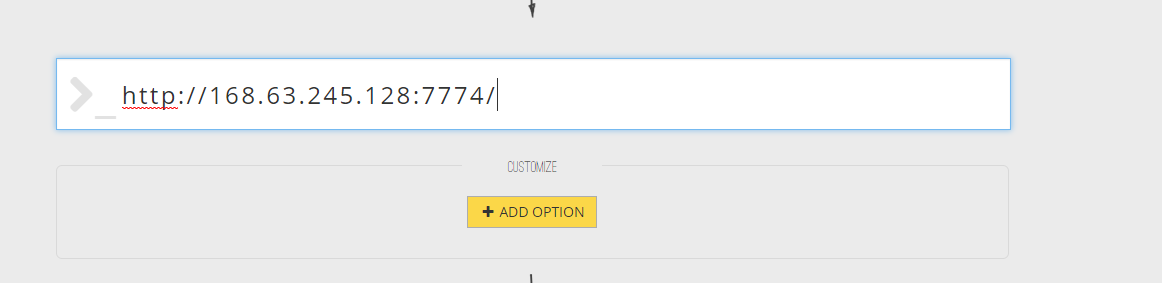 http://168.63.245.128:7774/
CUSTOMIZE
ADD OPTION